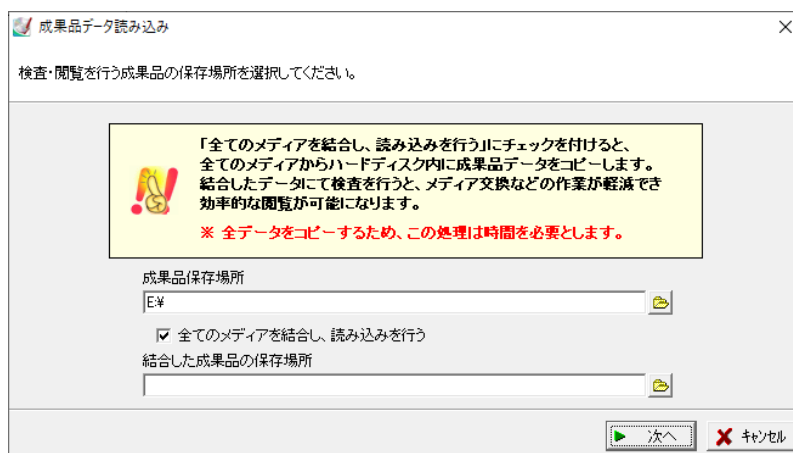 成果品データ読み込み
検査・閲覧を行う成果品の保存場所を選択してください。
「全てのメディアを結合し、読み込みを行う」にチェックを付けると、
全てのメディアからハードディスク内に成果品データをコピーします。
結合したデータにて検査を行うと、メディア交換などの作業が軽減でき
効率的な閲覧が可能になります。
※ 全データをコピーするため、この処理は時間を必要とします。
成果品保存場所
E:¥
全てのメディアを結合し、読み込みを行う
結合した成果品の保存場所
次へ
キャンセル